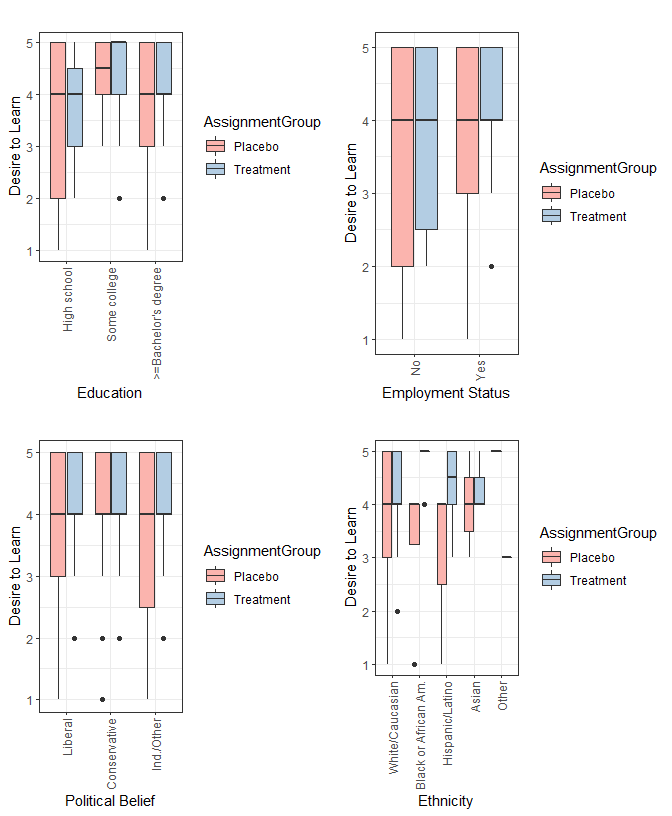 Desire to Learn
5
4
3
2
1
High school
Some college
>=Bachelor's degree
Education
AssignmentGroup
Placebo
Treatment
Desire to Learn
5
4
3
2
1
No
Yes
Employment Status
AssignmentGroup
Placebo
Treatment
Desire to Learn
5
4
3
2
1
Liberal
Conservative
Ind./Other
Political Belief
AssignmentGroup
Placebo
Treatment
Desire to Learn
5
4
3
2
1
White/Caucasian
Black or African Am.
Hispanic/Latino
Asian
Other
Ethnicity
AssignmentGroup
Placebo
Treatment